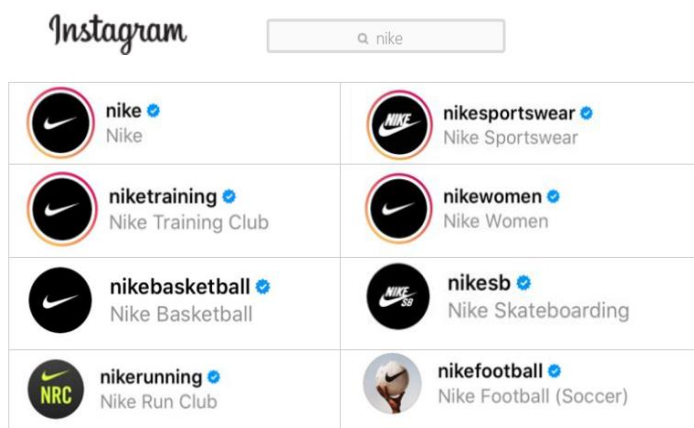 Instagram
nike
nike
Nike
NIKE
nikesportswear
Nike Sportswear
niketraining
Nike Training Club
nikewomen
Nike Women
nikebasketball
Nike Basketball
NIKE
SB
nikesb
Nike Skateboarding
NRC
nikerunning
Nike Run Club
nikefootball
Nike Football (Soccer)